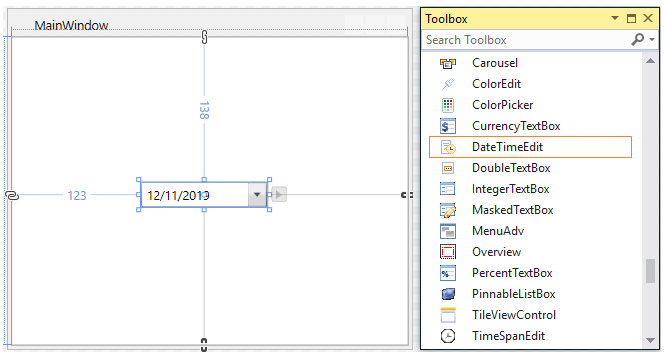 MainWindow
138
123
12/11/2019
Toolbox
Search Toolbox
Carousel
ColorEdit
ColorPicker
CurrencyTextBox
DateTimeEdit
DoubleTextBox
IntegerTextBox
MaskedTextBox
MenuAdv
Overview
PercentTextBox
PinnableListBox
TileViewControl
TimeSpanEdit